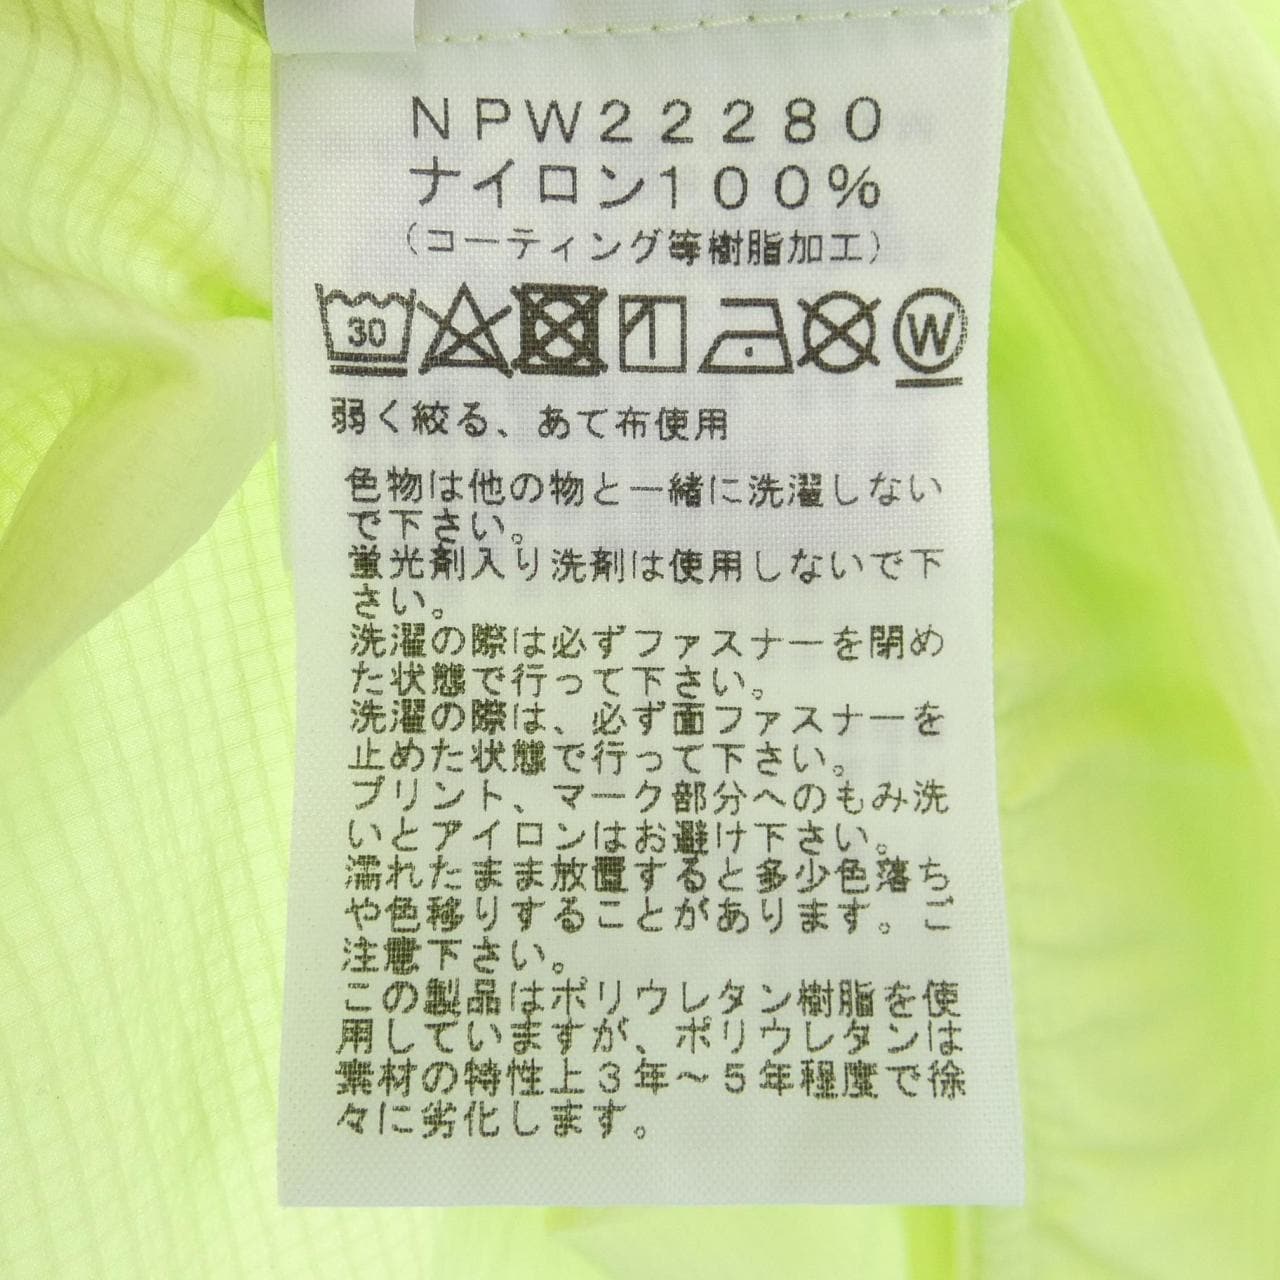 NPW22280
ナイロン100%
(コーティング等樹脂加工)
30 W
弱く絞る、あて布使用
色物は他の物と一緒に洗濯しない
で下さい。
蛍光剤入り洗剤は使用しないで下
さい。
洗濯の際は必ずファスナーを閉め
た状態で行って下さい。
洗濯の際は、必ず面ファスナーを
止めた状態で行って下さい。
プリント、マーク部分へのもみ洗
いとアイロンはお避け下さい。
濡れたまま放置すると多少色落ち
や色移りすることがあります。ご
注意下さい。
この製品はポリウレタン樹脂を使
用していますが、ポリウレタンは
素材の特性上3年～5年程度で徐
々に劣化します。